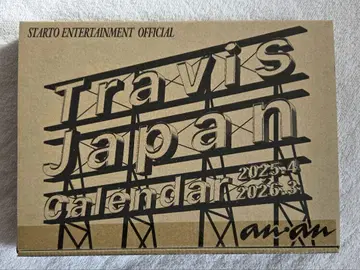 STARTO ENTERTAINMENT OFFICIAL
Travis
Japan
Calendar 2025.4
2026.3
an·an